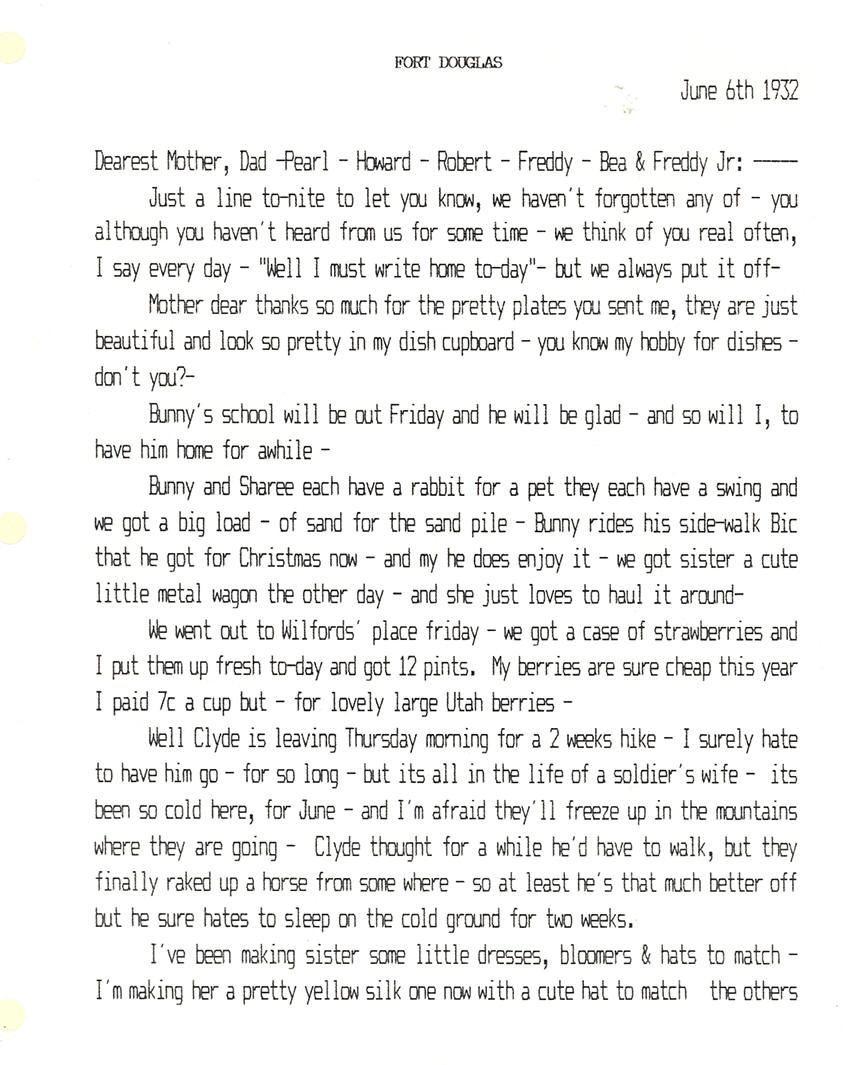 FORT DOUGLAS
June 6th 1932
Dearest Mother, Dad -Pearl - Howard - Robert - Freddy - Bea & Freddy Jr: -----
Just a line to-nite to let you know, we haven't forgotten any of - you
although you haven't heard from us for some time - we think of you real often,
I say every day - "Well I must write home to-day"- but we always put it off-
Mother dear thanks so much for the pretty plates you sent me, they are just
beautiful and look so pretty in my dish cupboard - you know my hobby for dishes -
don't you?-
Bunny's school will be out Friday and he will be glad - and so will I, to
have him home for awhile -
Bunny and Sharee each have a rabbit for a pet they each have a swing and
we got a big load - of sand for the sand pile - Bunny rides his side-walk Bic
that he got for Christmas now - and my he does enjoy it - we got sister a cute
little metal wagon the other day - and she just loves to haul it around-
We went out to Wilfords' place friday - we got a case of strawberries and
I put them up fresh to-day and got 12 pints. My berries are sure cheap this year
I paid 7c a cup but - for lovely large Utah berries -
Well Clyde is leaving Thursday morning for a 2 weeks hike - I surely hate
to have him go - for so long - but its all in the life of a soldier's wife - its
been so cold here, for June - and I'm afraid they'll freeze up in the mountains
where they are going - Clyde thought for a while he'd have to walk, but they
finally raked up a horse from some where - so at least he's that much better off
but he sure hates to sleep on the cold ground for two weeks.
I've been making sister some little dresses, bloomers & hats to match -
I'm making her a pretty yellow silk one now with a cute hat to match the others